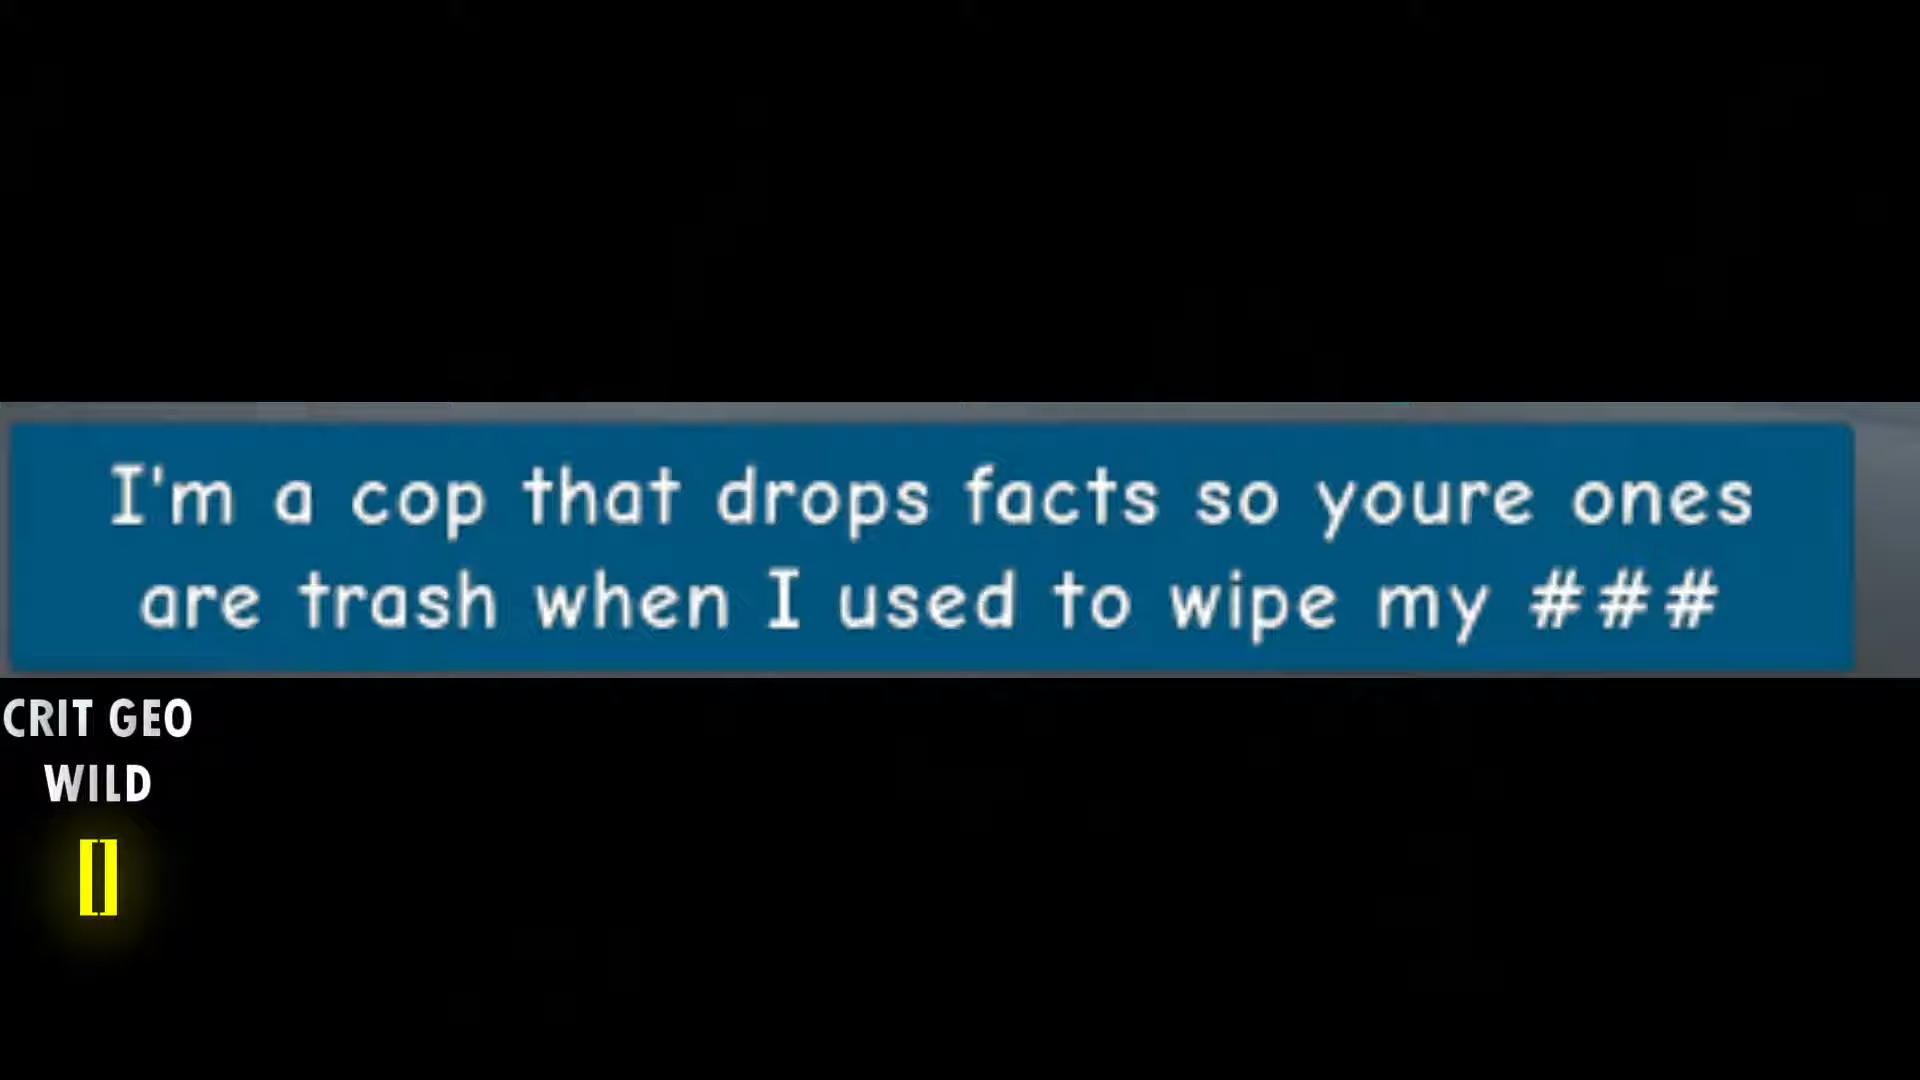 I'm a cop that drops facts so youre ones
are trash when I used to wipe my ###
CRIT GEO
WILD
[]